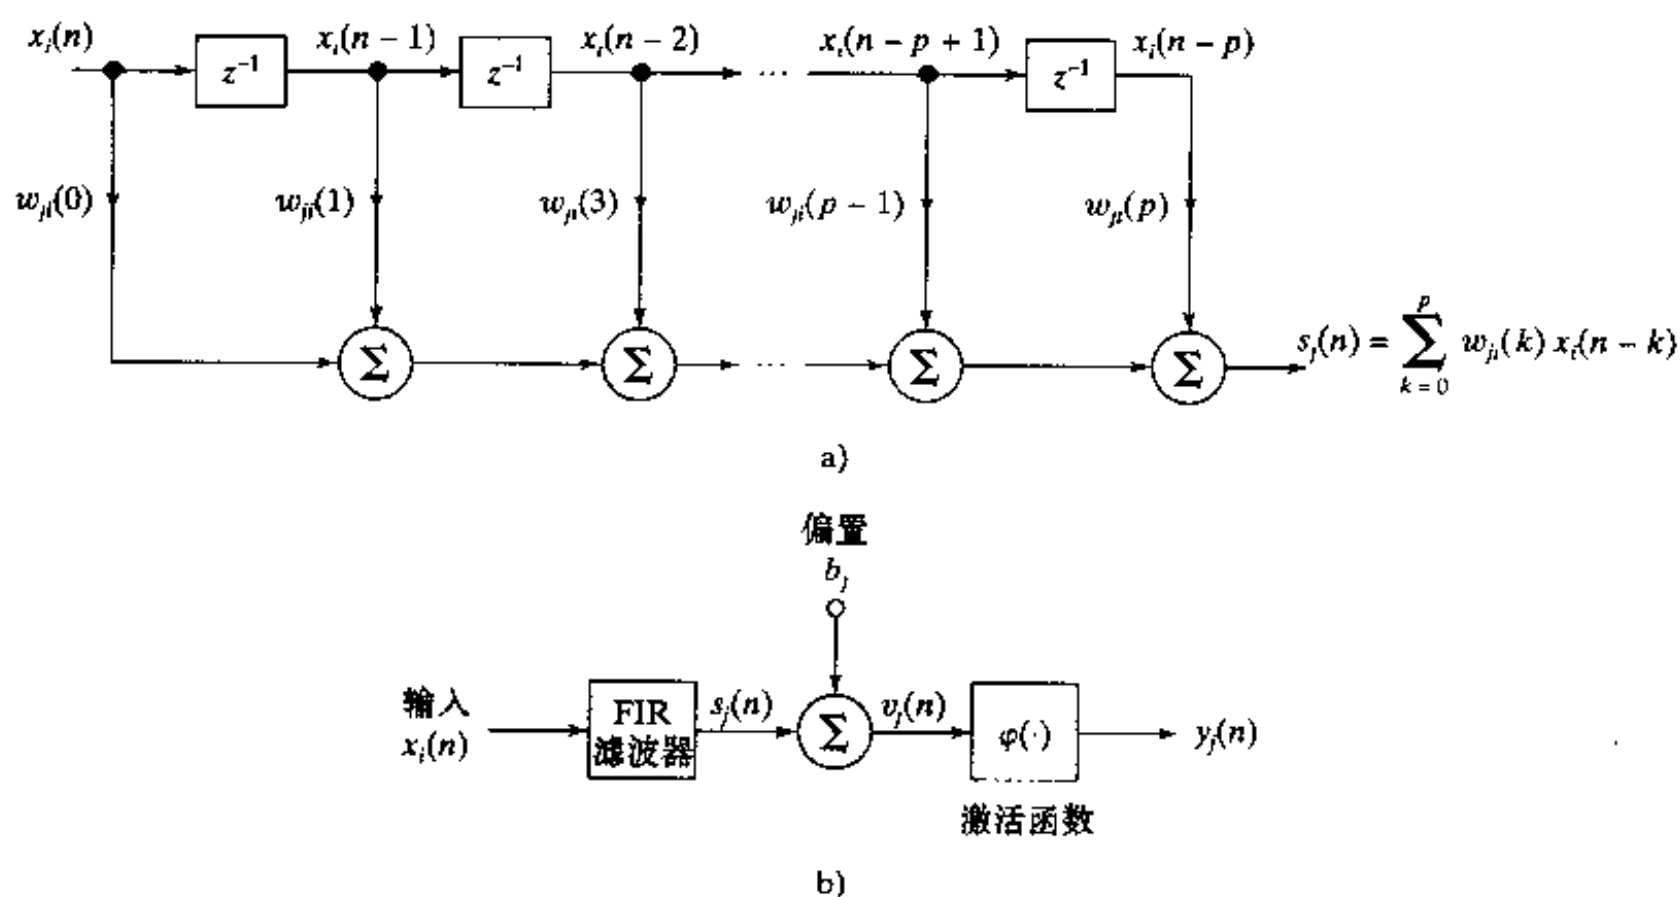 xᵢ(n) xᵢ(n − 1) xᵢ(n − 2) xᵢ(n − p + 1) xᵢ(n − p)
z⁻¹ z⁻¹ ... z⁻¹
wⱼᵢ(0) wⱼᵢ(1) wⱼᵢ(3) wⱼᵢ(p − 1) wⱼᵢ(p)
Σ Σ ... Σ Σ sⱼ(n) = Σₖ₌₀ᵖ wⱼᵢ(k) xᵢ(n − k)
a)
偏置
bⱼ
输入
xᵢ(n)
FIR
滤波器
sⱼ(n)
Σ
vⱼ(n)
φ(·)
yⱼ(n)
激活函数
b)